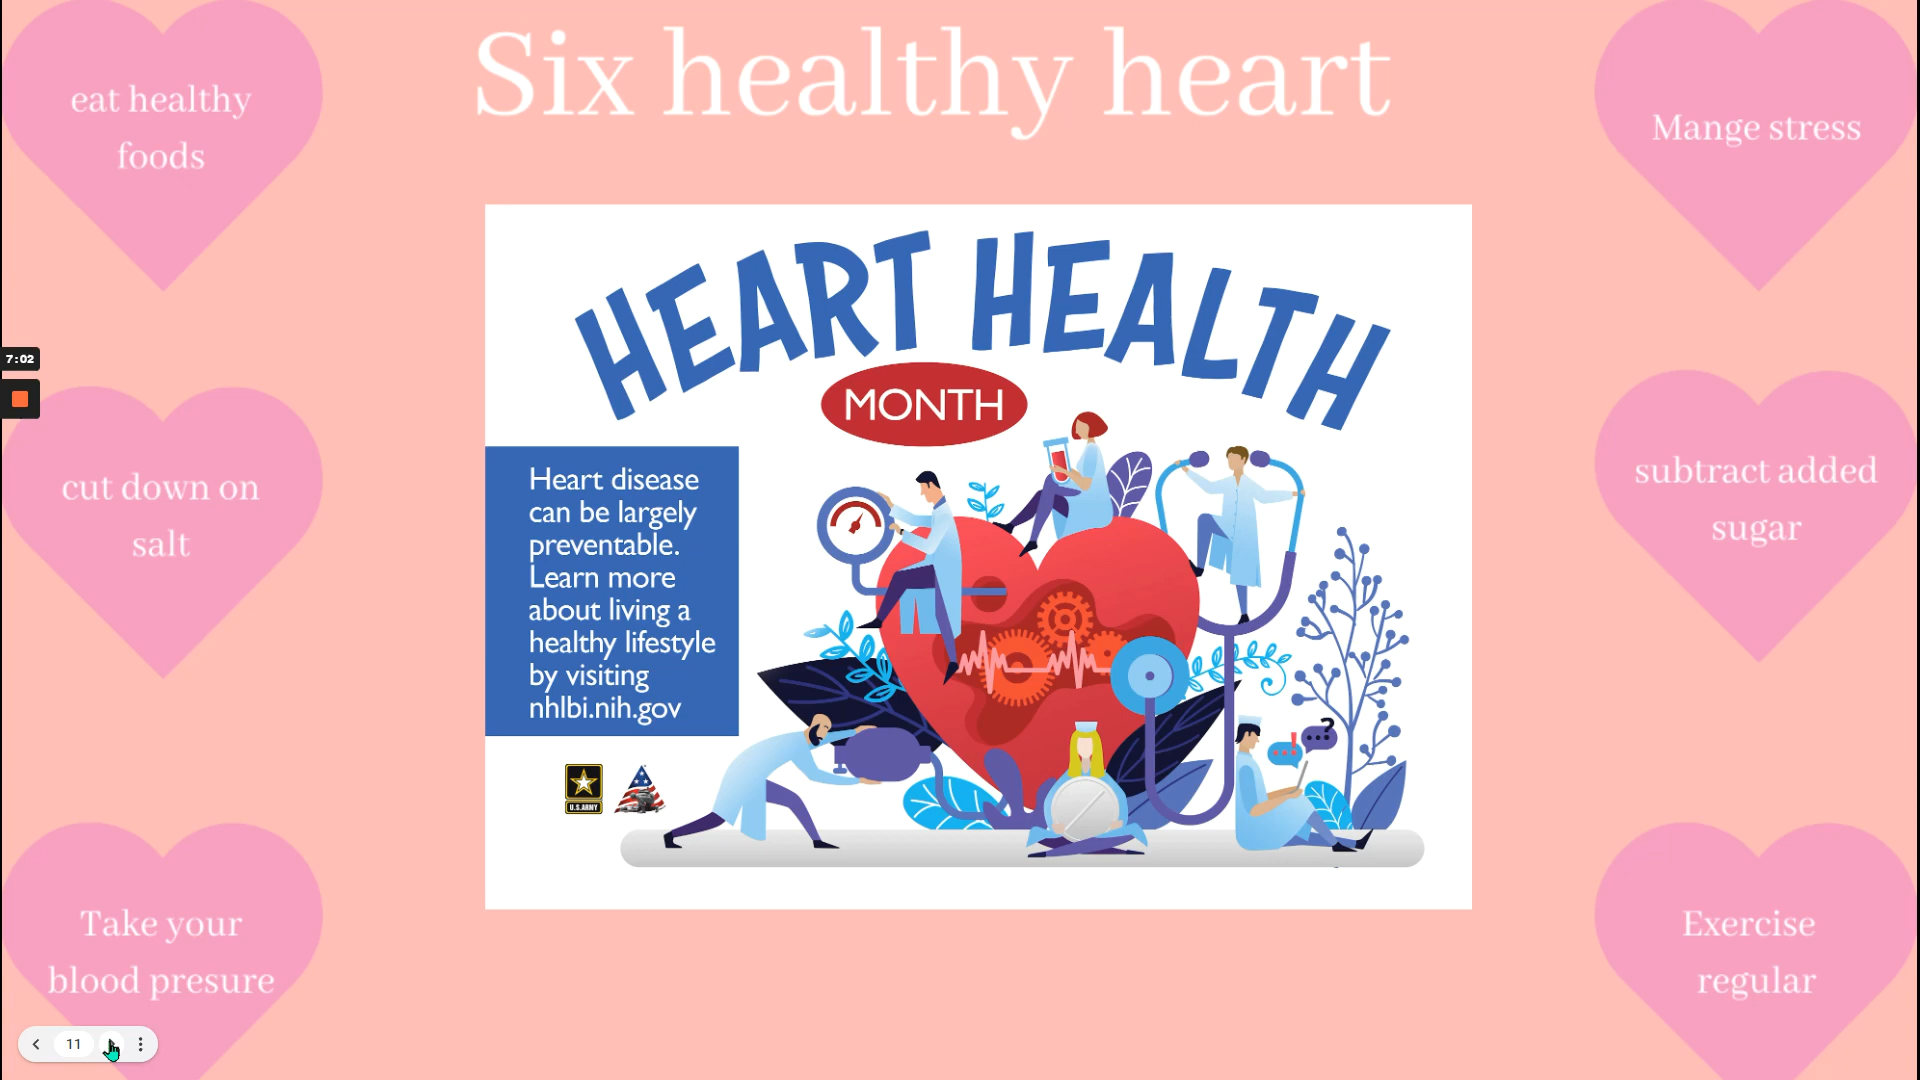 Six healthy heart
eat healthy
foods
Mange stress
HEART HEALTH
MONTH
7:02
cut down on
salt
subtract added
sugar
Heart disease
can be largely
preventable.
Learn more
about living a
healthy lifestyle
by visiting
nhlbi.nih.gov
U.S.ARMY
Take your
blood presure
Exercise
regular
11